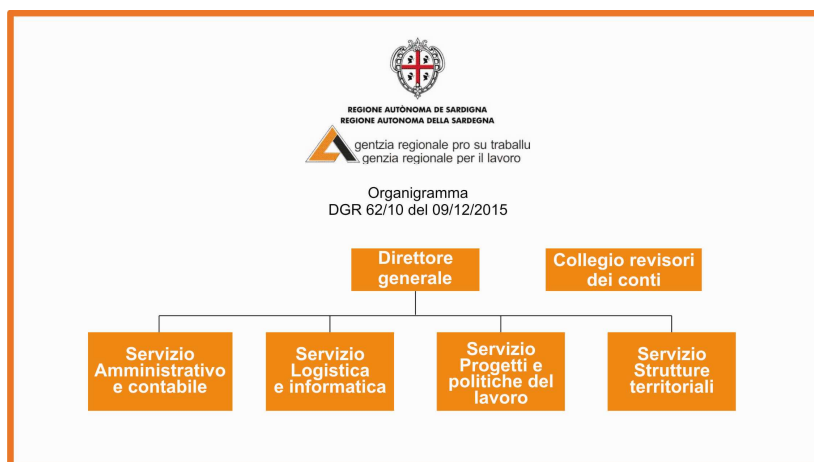 REGIONE AUTÒNOMA DE SARDIGNA
REGIONE AUTONOMA DELLA SARDEGNA
gentzia regionale pro su traballu
genzia regionale per il lavoro
Organigramma
DGR 62/10 del 09/12/2015
Direttore
generale
Collegio revisori
dei conti
Servizio
Amministrativo
e contabile
Servizio
Logistica
e informatica
Servizio
Progetti e
politiche del
lavoro
Servizio
Strutture
territoriali